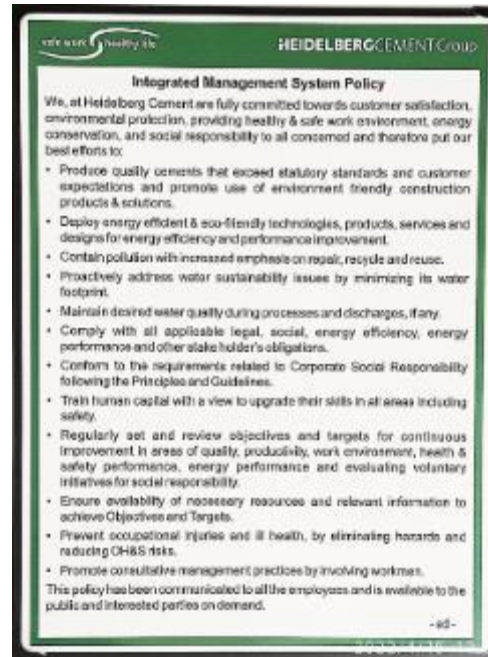 safe work healthy life
HEIDELBERGCEMENT Group
Integrated Management System Policy
We, at Heidelberg Cement are fully committed towards customer satisfaction,
environmental protection, providing healthy & safe work environment, energy
conservation, and social responsibility to all concerned and therefore put our
best efforts to:
• Produce quality cements that exceed statutory standards and customer
expectations and promote use of environment friendly construction
products & solutions.
• Deploy energy efficient & eco-friendly technologies, products, services and
designs for energy efficiency and performance improvement.
• Contain pollution with increased emphasis on repair, recycle and reuse.
• Proactively address water sustainability issues by minimizing its water
footprint.
• Maintain desired water quality during processes and discharges, if any.
• Comply with all applicable legal, social, energy efficiency, energy
performance and other stake holder's obligations.
• Conform to the requirements related to Corporate Social Responsibility
following the Principles and Guidelines.
• Train human capital with a view to upgrade their skills in all areas including
safety.
• Regularly set and review objectives and targets for continuous
improvement in areas of quality, productivity, work environment, health &
safety performance, energy performance and evaluating voluntary
initiatives for social responsibility.
• Ensure availability of necessary resources and relevant information to
achieve Objectives and Targets.
• Prevent occupational injuries and ill health, by eliminating hazards and
reducing OH&S risks.
• Promote consultative management practices by involving workmen.
This policy has been communicated to all the employees and is available to the
public and interested parties on demand.
-sd-